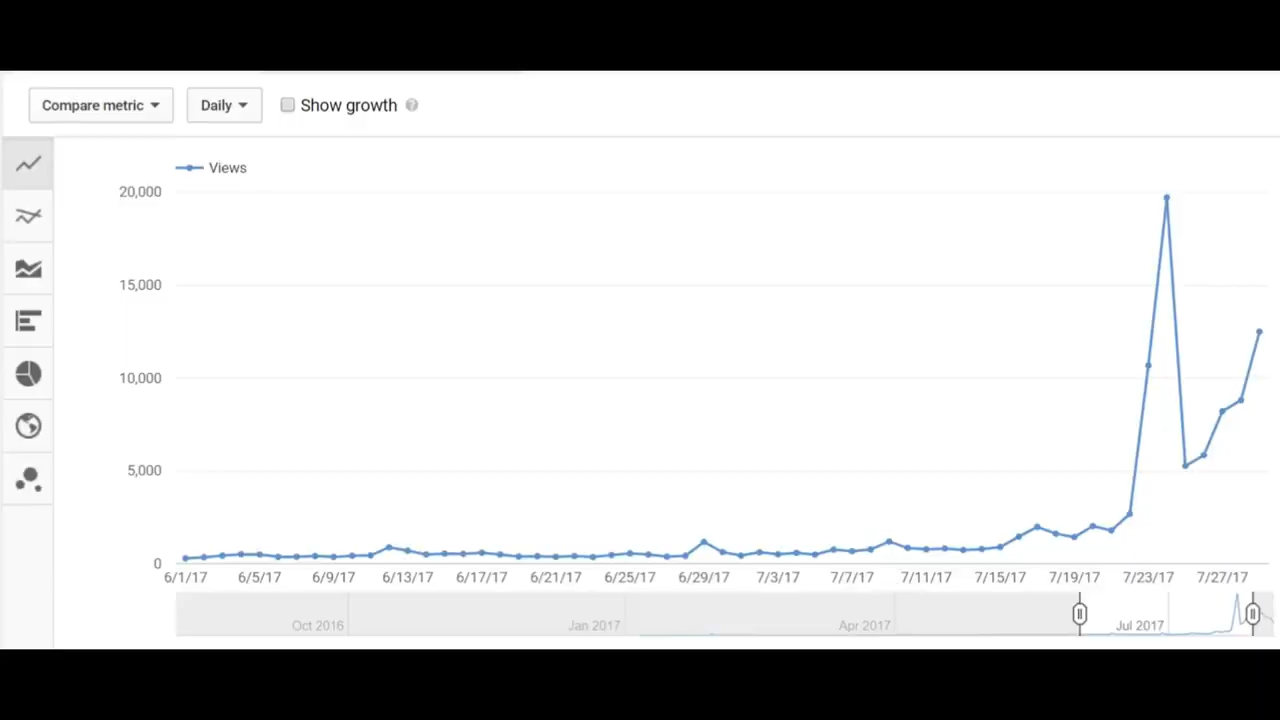 Compare metric Daily Show growth ?
Views
20,000
15,000
10,000
5,000
0
6/1/17 6/5/17 6/9/17 6/13/17 6/17/17 6/21/17 6/25/17 6/29/17 7/3/17 7/7/17 7/11/17 7/15/17 7/19/17 7/23/17 7/27/17
Oct 2016 Jan 2017 Apr 2017 Jul 2017